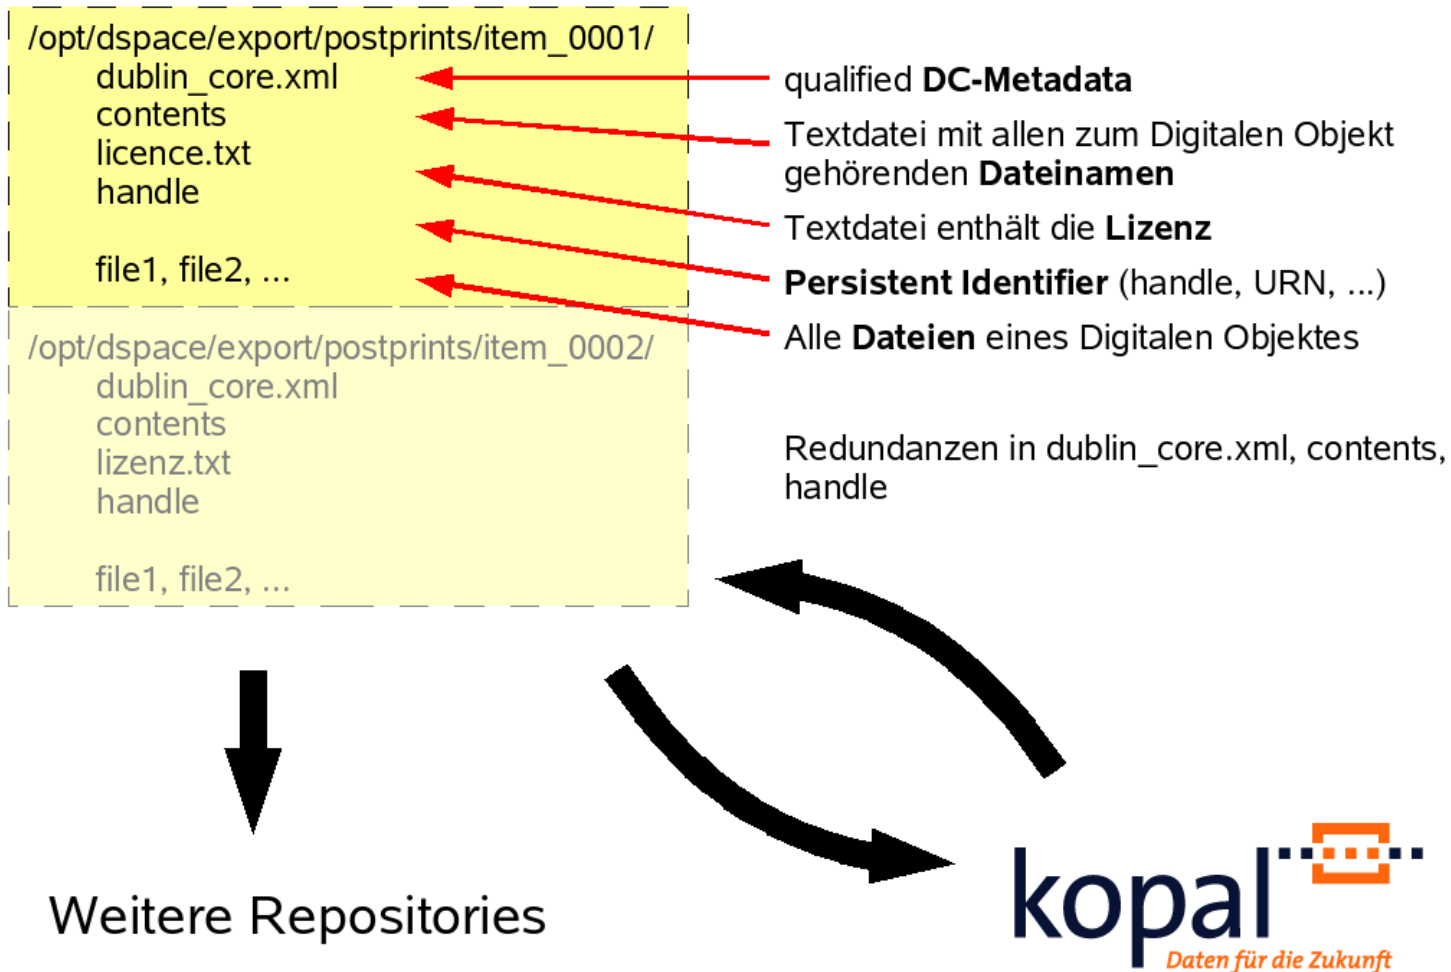 /opt/dspace/export/postprints/item_0001/
dublin_core.xml
contents
licence.txt
handle
file1, file2, ...
qualified DC-Metadata
Textdatei mit allen zum Digitalen Objekt
gehörenden Dateinamen
Textdatei enthält die Lizenz
Persistent Identifier (handle, URN, ...)
Alle Dateien eines Digitalen Objektes
/opt/dspace/export/postprints/item_0002/
dublin_core.xml
contents
lizenz.txt
handle
file1, file2, ...
Redundanzen in dublin_core.xml, contents,
handle
Weitere Repositories
kopal
Daten für die Zukunft